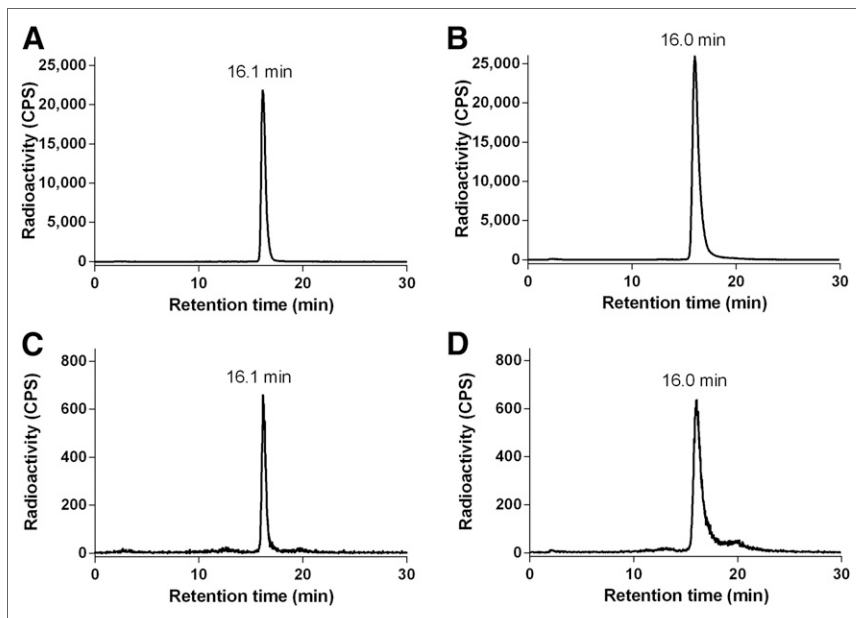 A
16.1 min
25,000
20,000
15,000
10,000
5,000
0
Radioactivity (CPS)
0 10 20 30
Retention time (min)
B
16.0 min
25,000
20,000
15,000
10,000
5,000
0
Radioactivity (CPS)
0 10 20 30
Retention time (min)
C
16.1 min
800
600
400
200
0
Radioactivity (CPS)
0 10 20 30
Retention time (min)
D
16.0 min
800
600
400
200
0
Radioactivity (CPS)
0 10 20 30
Retention time (min)